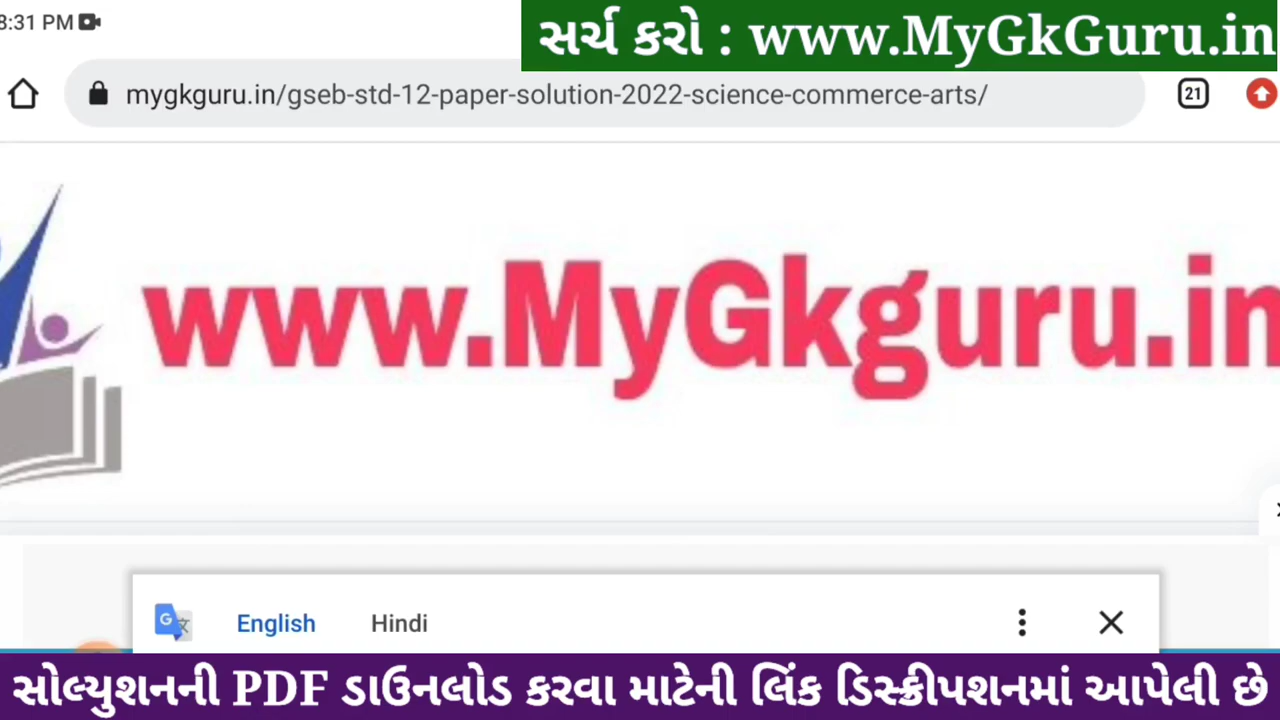 8:31 PM
સર્ચ કરો : www.MyGkGuru.in
mygkguru.in/gseb-std-12-paper-solution-2022-science-commerce-arts/
21
www.MyGkguru.in
English Hindi
સોલ્યુશનની PDF ડાઉનલોડ કરવા માટેની લિંક ડિસ્ક્રીપશનમાં આપેલી છે